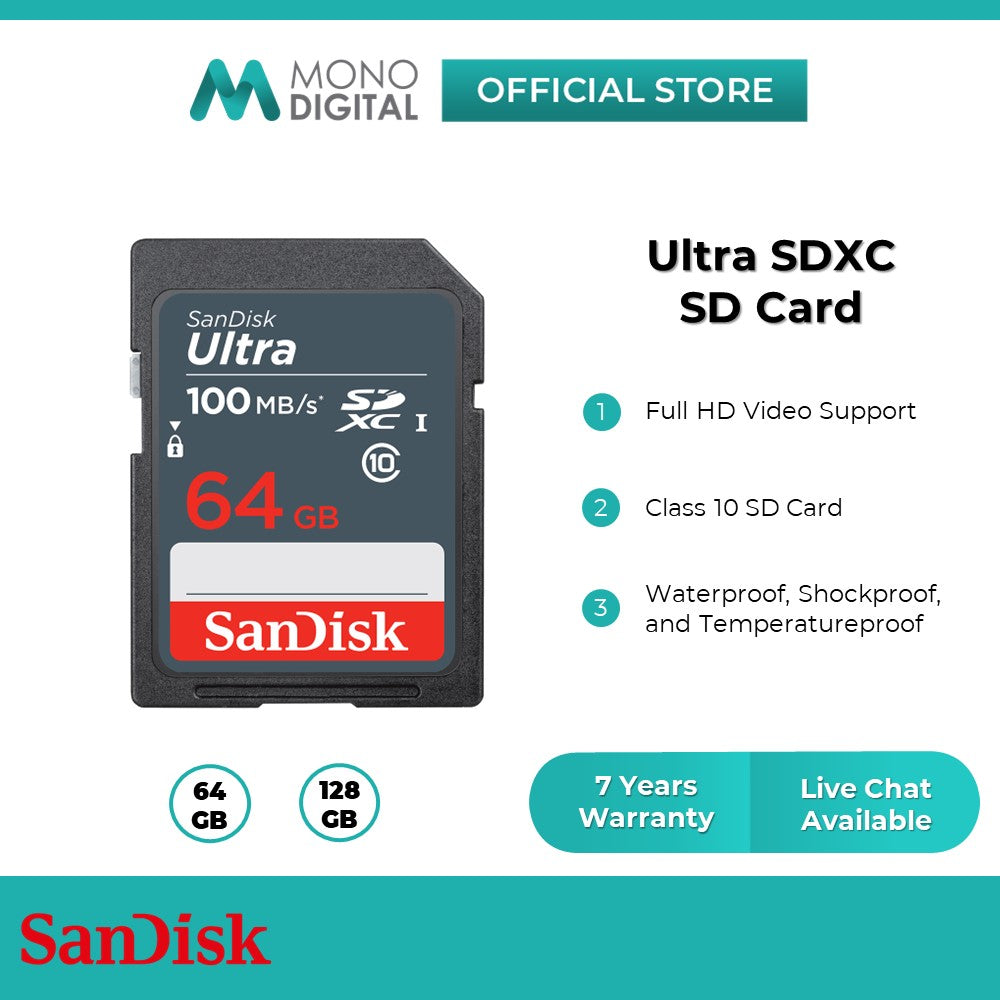 MONO
DIGITAL
OFFICIAL STORE
Ultra SDXC
SD Card
SanDisk
Ultra
100 MB/s*
SD
XC I
10
64 GB
SanDisk
1 Full HD Video Support
2 Class 10 SD Card
3 Waterproof, Shockproof,
and Temperatureproof
64
GB
128
GB
7 Years
Warranty
Live Chat
Available
SanDisk